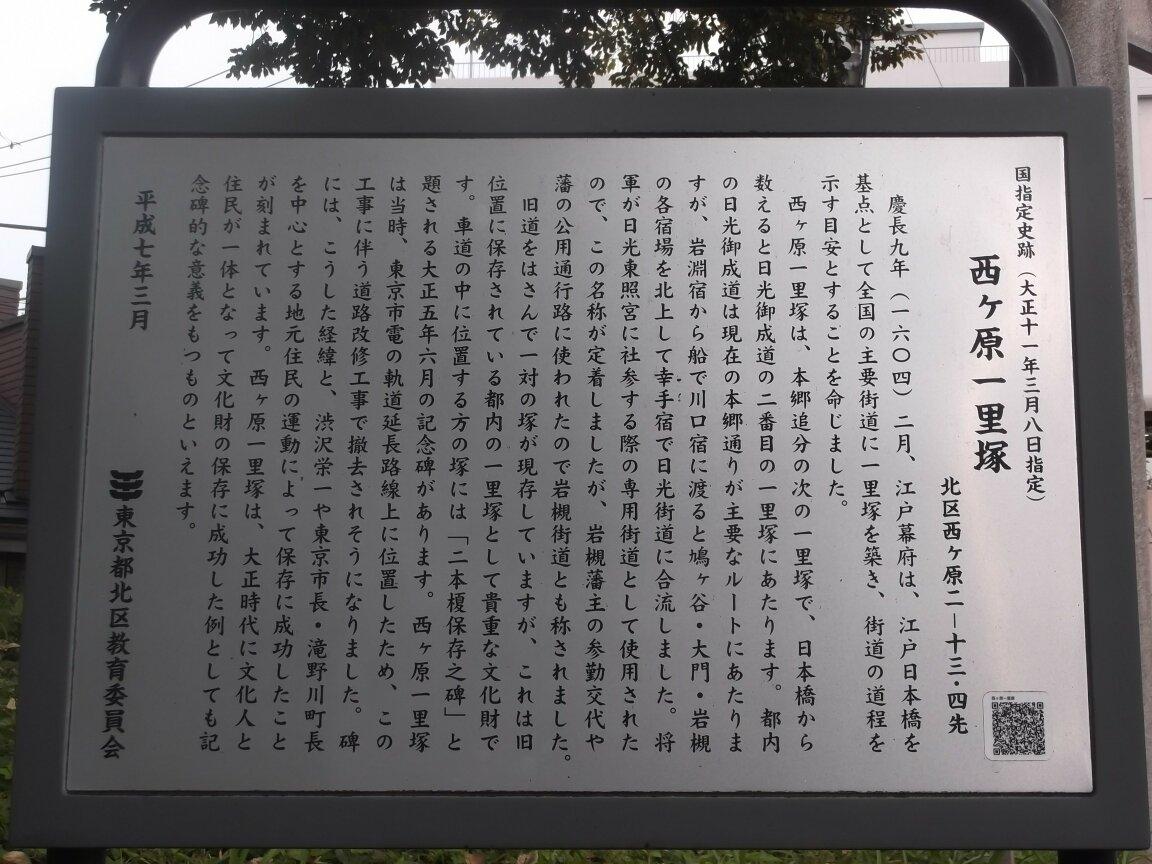 国指定史跡（大正十一年三月八日指定）
西ヶ原一里塚
北区西ヶ原二ー十三・四先
慶長九年（一六〇四）二月、江戸幕府は、江戸日本橋を
基点として全国の主要街道に一里塚を築き、街道の道程を
示す目安とすることを命じました。
西ヶ原一里塚は、本郷追分の次の一里塚で、日本橋から
数えると日光御成道の二番目の一里塚にあたります。都内
の日光御成道は現在の本郷通りが主要なルートにあたりま
すが、岩淵宿から船で川口宿に渡ると鳩ヶ谷・大門・岩槻
の各宿場を北上して幸手宿で日光街道に合流しました。将
軍が日光東照宮に社参する際の専用街道として使用された
ので、この名称が定着しましたが、岩槻藩主の参勤交代や
藩の公用通行路に使われたので岩槻街道とも称されました。
旧道をはさんで一対の塚が現存していますが、これは旧
位置に保存されている都内の一里塚として貴重な文化財で
す。車道の中に位置する方の塚には「二本榎保存之碑」と
題される大正五年六月の記念碑があります。西ヶ原一里塚
は当時、東京市電の軌道延長路線上に位置したため、この
工事に伴う道路改修工事で撤去されそうになりました。碑
には、こうした経緯と、渋沢栄一や東京市長・滝野川町長
を中心とする地元住民の運動によって保存に成功したこと
が刻まれています。西ヶ原一里塚は、大正時代に文化人と
住民が一体となって文化財の保存に成功した例としても記
念碑的な意義をもつものといえます。
平成七年三月
東京都北区教育委員会